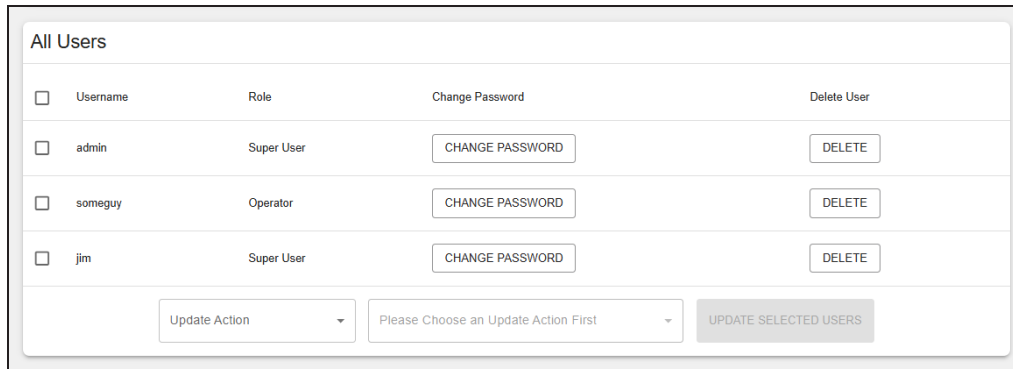 All Users
Username Role Change Password Delete User
admin Super User CHANGE PASSWORD DELETE
someguy Operator CHANGE PASSWORD DELETE
jim Super User CHANGE PASSWORD DELETE
Update Action Please Choose an Update Action First UPDATE SELECTED USERS